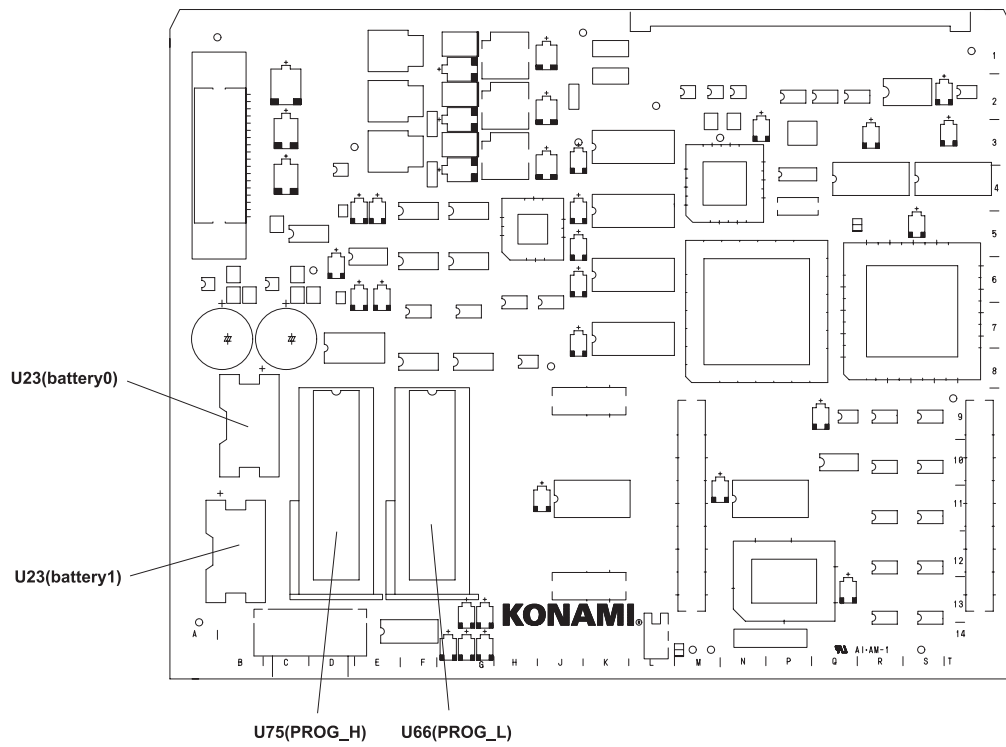 1
2
3
4
5
6
7
8
U23(battery0)
9
10
11
12
U23(battery1)
13
KONAMI
14
A
B C D E F G H J K L M N P Q R S T
AI-AM-1
U75(PROG_H) U66(PROG_L)